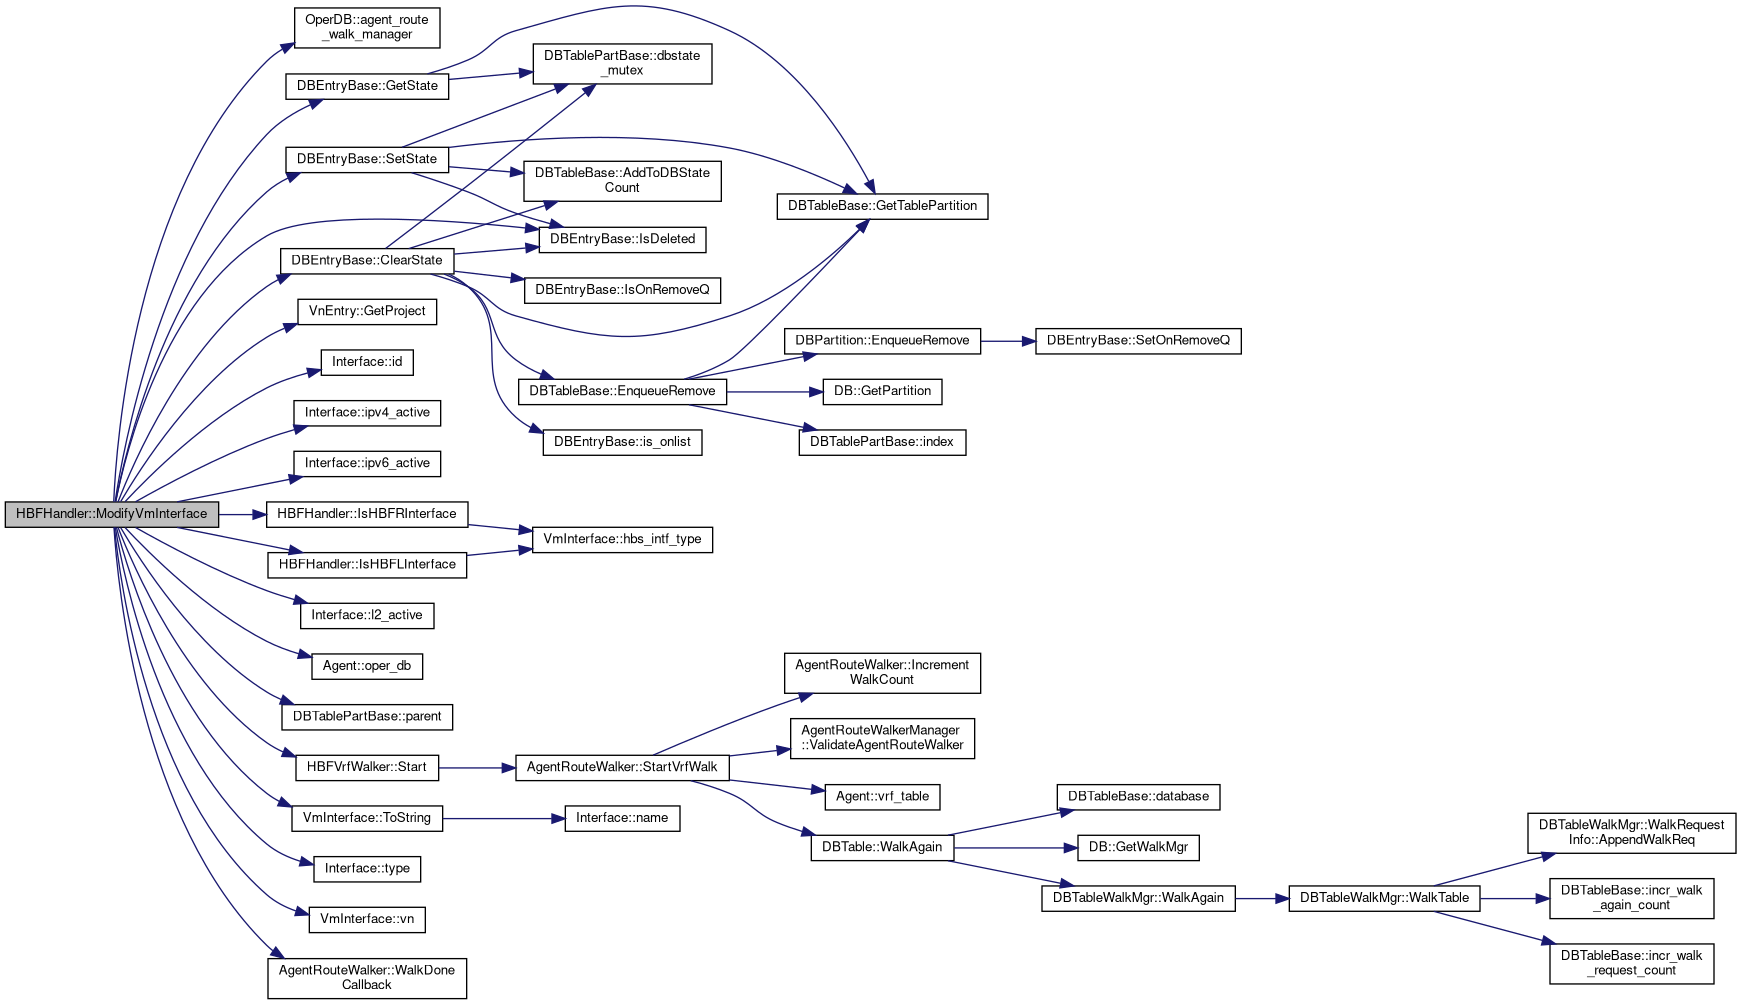 HBFHandler::ModifyVmInterface
OperDB::agent_route
_walk_manager
DBEntryBase::GetState
DBEntryBase::SetState
DBEntryBase::ClearState
VnEntry::GetProject
Interface::id
Interface::ipv4_active
Interface::ipv6_active
HBFHandler::IsHBFRInterface
HBFHandler::IsHBFLInterface
Interface::l2_active
Agent::oper_db
DBTablePartBase::parent
HBFVrfWalker::Start
VmInterface::ToString
Interface::type
VmInterface::vn
AgentRouteWalker::WalkDone
Callback
DBTablePartBase::dbstate
_mutex
DBTableBase::AddToDBState
Count
DBEntryBase::IsDeleted
DBEntryBase::IsOnRemoveQ
DBTableBase::EnqueueRemove
DBEntryBase::is_onlist
VmInterface::hbs_intf_type
AgentRouteWalker::StartVrfWalk
Interface::name
DBTableBase::GetTablePartition
DBPartition::EnqueueRemove
DB::GetPartition
DBTablePartBase::index
AgentRouteWalker::Increment
WalkCount
AgentRouteWalkerManager
::ValidateAgentRouteWalker
Agent::vrf_table
DBTable::WalkAgain
DBEntryBase::SetOnRemoveQ
DBTableBase::database
DB::GetWalkMgr
DBTableWalkMgr::WalkAgain
DBTableWalkMgr::WalkTable
DBTableWalkMgr::WalkRequest
Info::AppendWalkReq
DBTableBase::incr_walk
_again_count
DBTableBase::incr_walk
_request_count